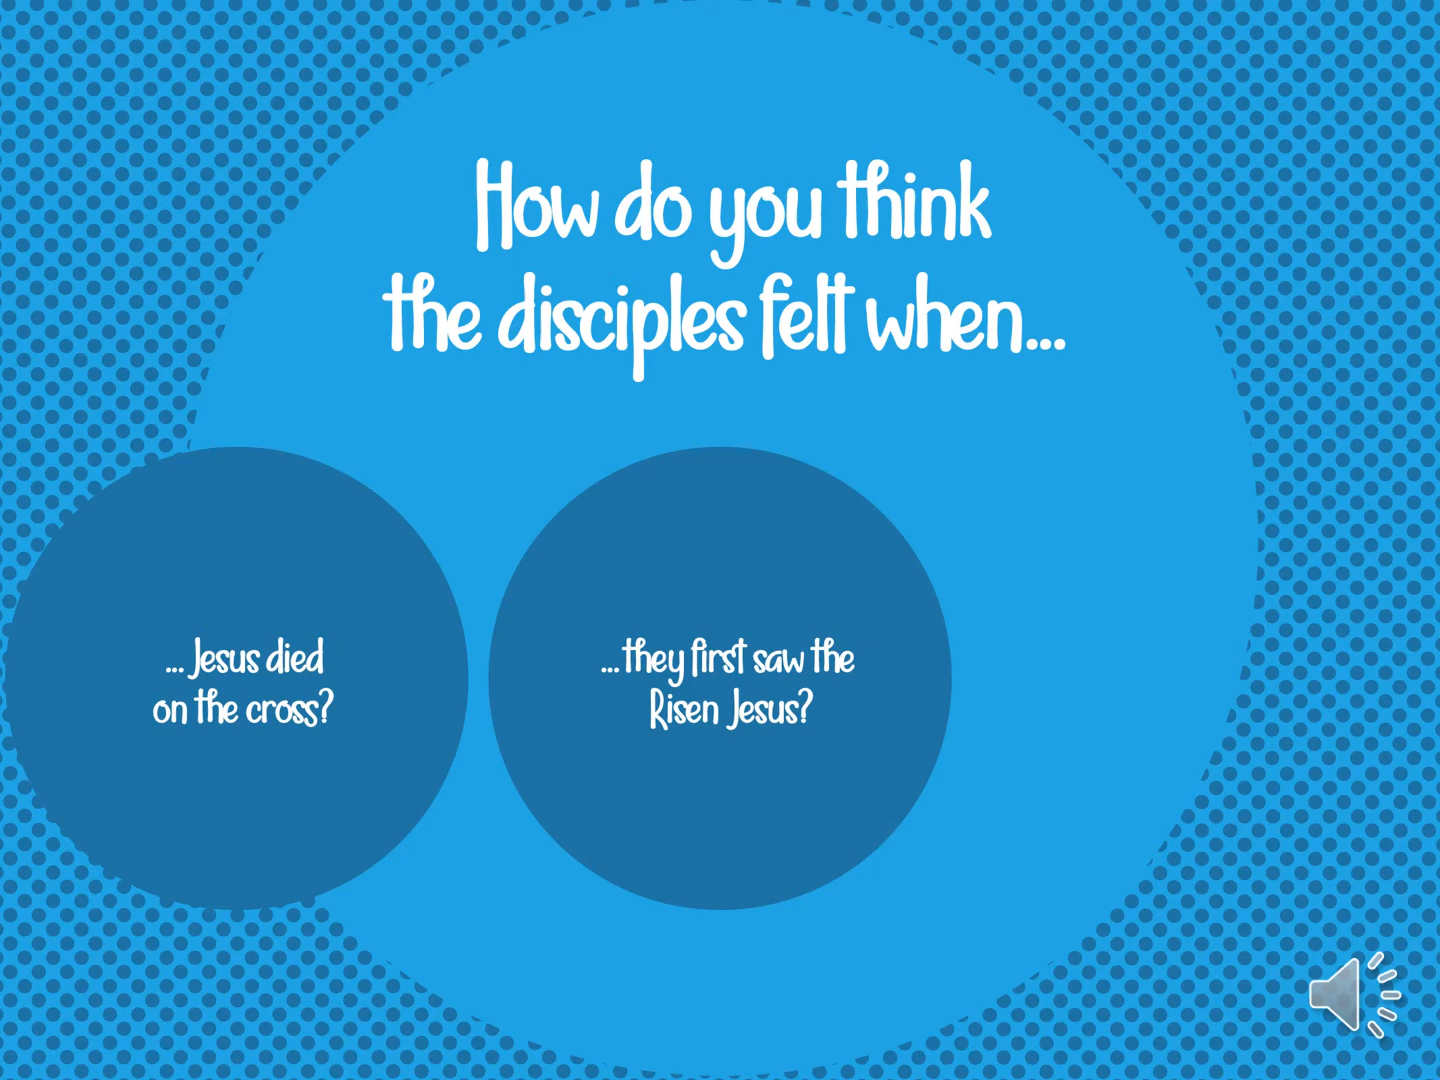 How do you think
the disciples felt when...
... Jesus died
on the cross?
...they first saw the
Risen Jesus?